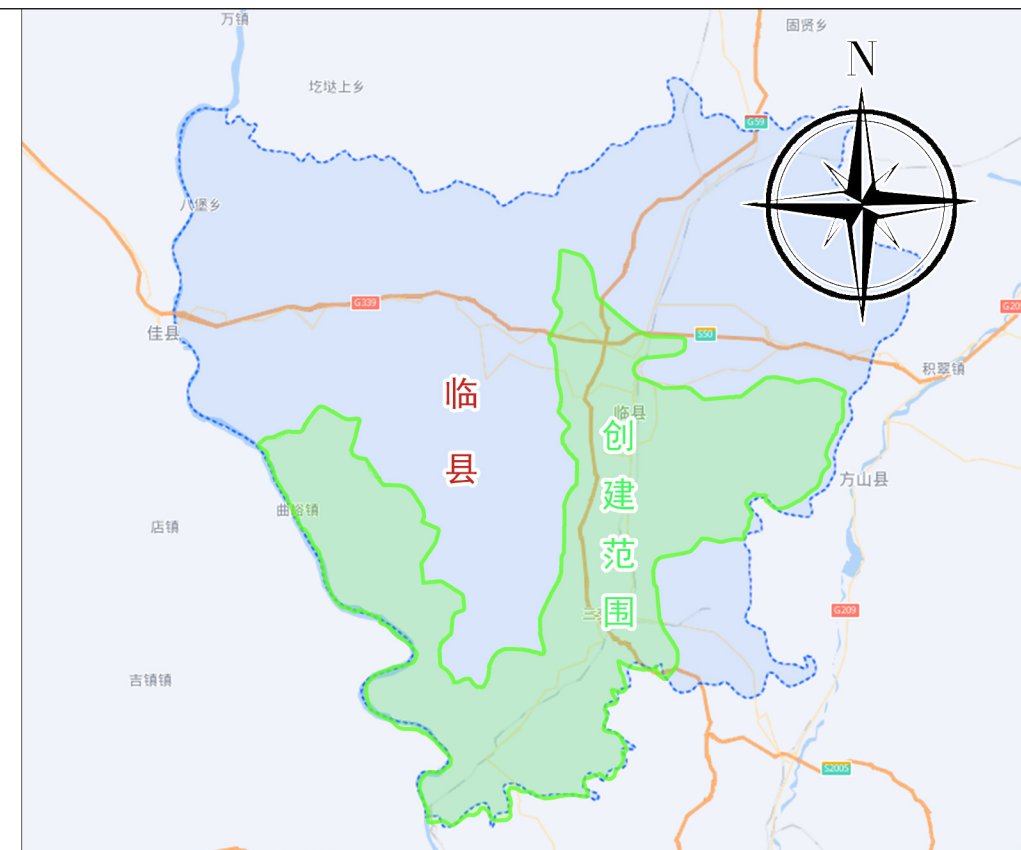 万镇
固贤乡
N
圪垯上乡
G59
八堡乡
G339
G209
佳县
S50
积翠镇
临县
临县
创建范围
方山县
曲峪镇
店镇
G209
三
吉镇镇
S2005